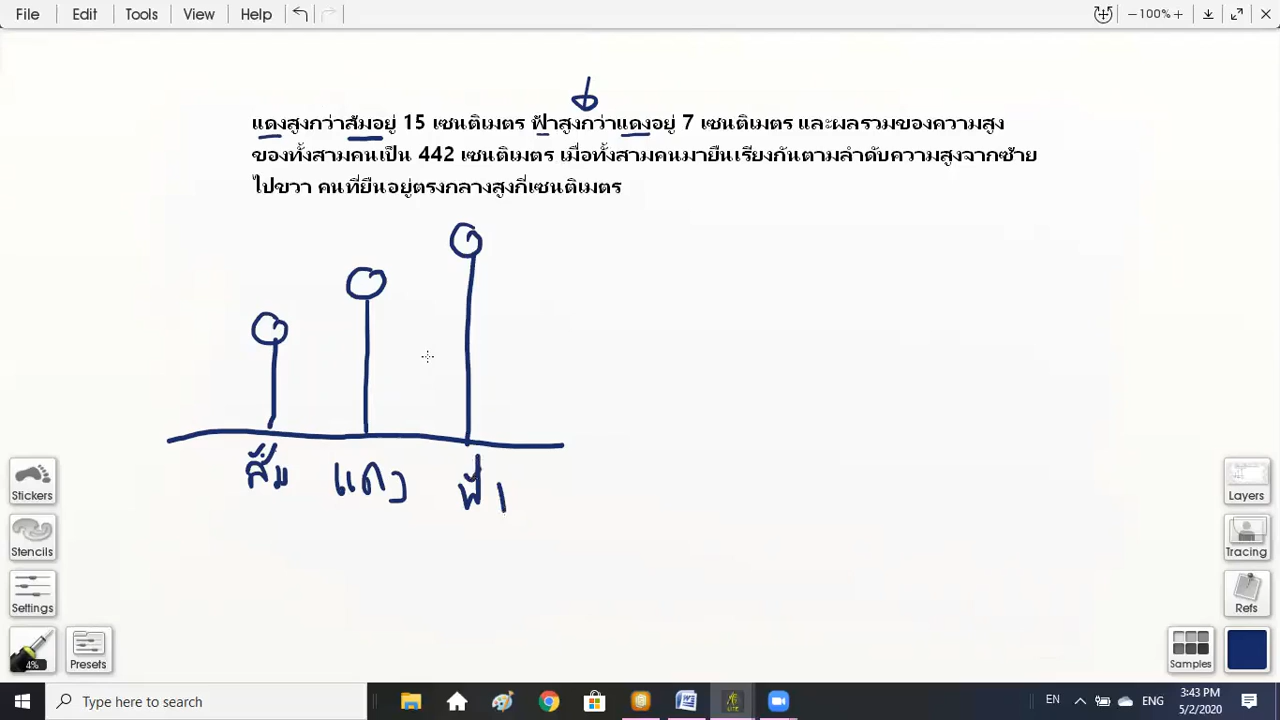 File Edit Tools View Help
−100%+
แดงสูงกว่าส้มอยู่ 15 เซนติเมตร ฟ้าสูงกว่าแดงอยู่ 7 เซนติเมตร และผลรวมของความสูง
ของทั้งสามคนเป็น 442 เซนติเมตร เมื่อทั้งสามคนมายืนเรียงกันตามลำดับความสูงจากซ้าย
ไปขวา คนที่ยืนอยู่ตรงกลางสูงกี่เซนติเมตร
ส้ม แดง ฟ้า
Stickers
Stencils
Settings
4%
Presets
Layers
Tracing
Refs
Samples
Type here to search
EN
ENG
3:43 PM
5/2/2020